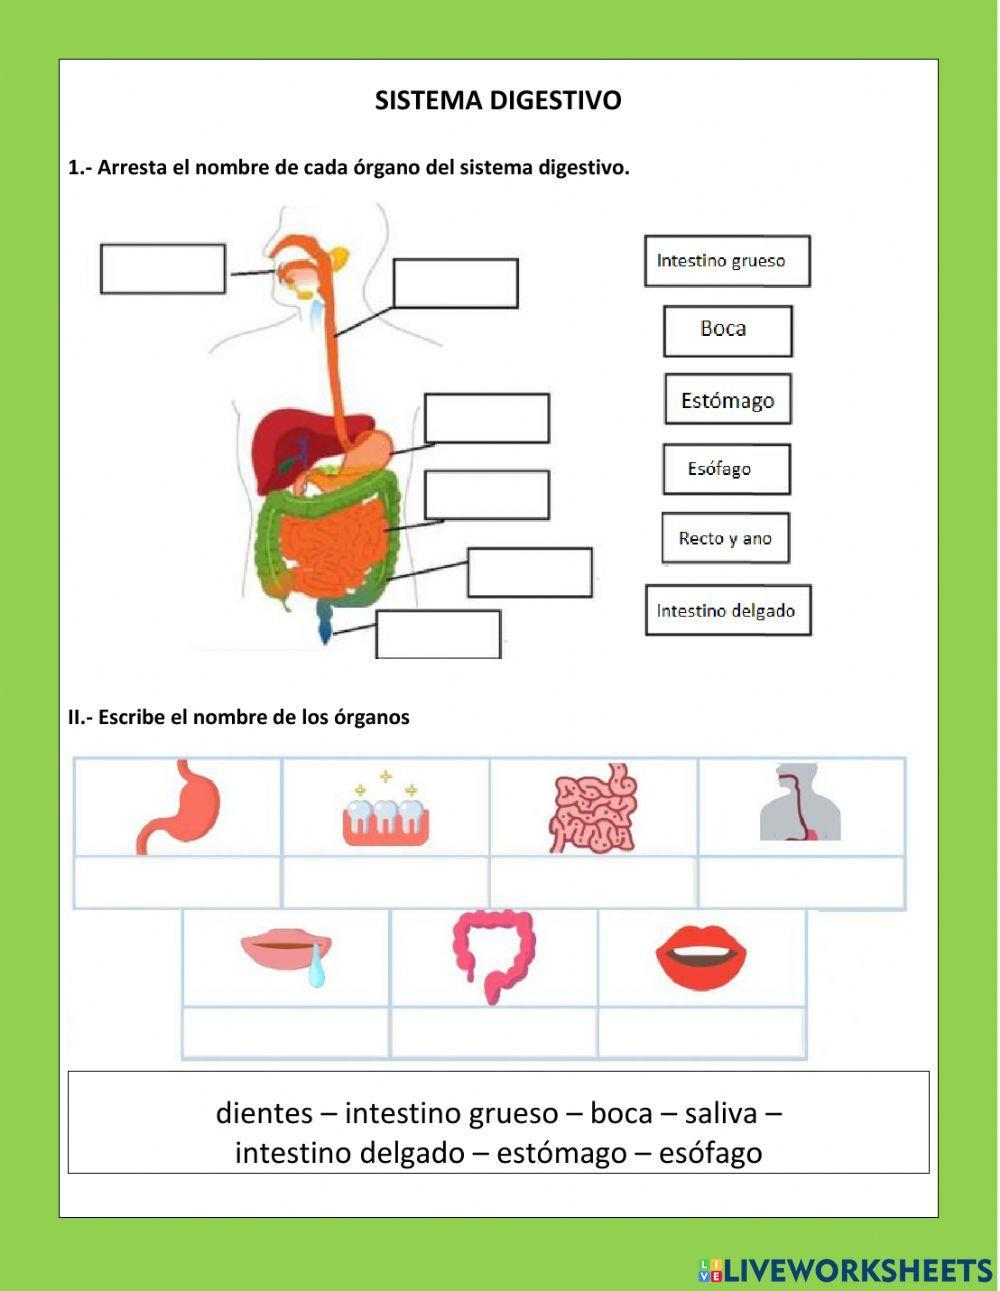 SISTEMA DIGESTIVO
1.- Arresta el nombre de cada órgano del sistema digestivo.
Intestino grueso
Boca
Estómago
Esófago
Recto y ano
Intestino delgado
II.- Escribe el nombre de los órganos
dientes – intestino grueso – boca – saliva –
intestino delgado – estómago – esófago
LIVE LIVEWORKSHEETS